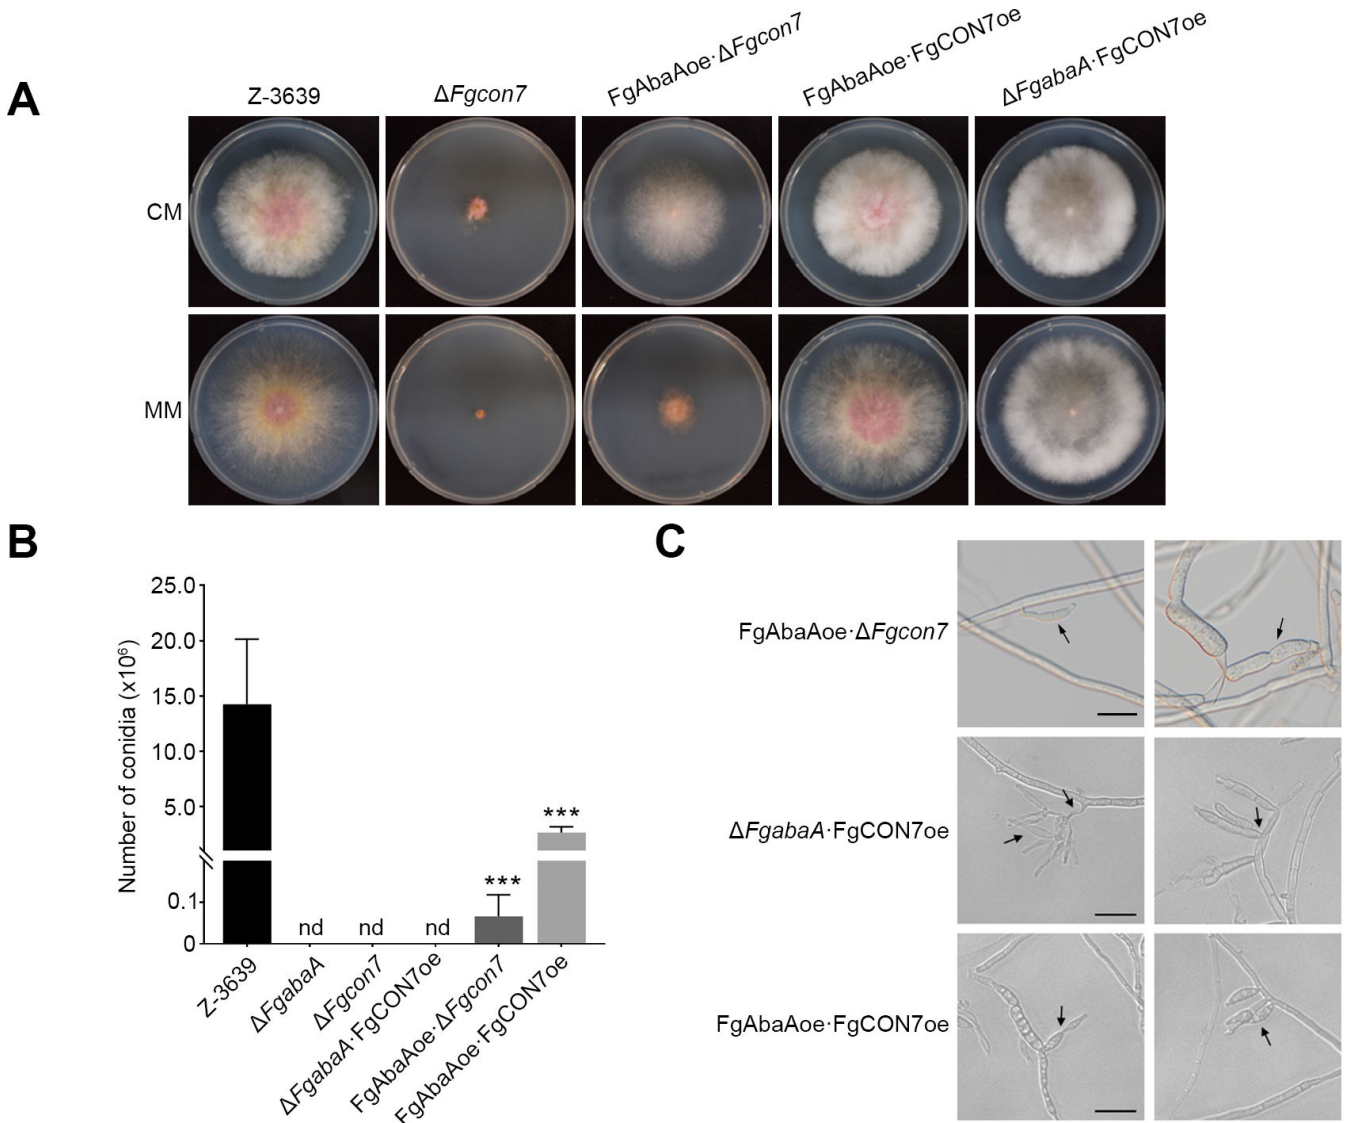 A
Z-3639
ΔFgcon7
FgAbaAoe·ΔFgcon7
FgAbaAoe·FgCON7oe
ΔFgabaA·FgCON7oe
CM
MM
B
Number of conidia (x10⁶)
25.0
20.0
15.0
10.0
5.0
0.1
0
nd
nd
nd
***
***
Z-3639
ΔFgabaA
ΔFgcon7
ΔFgabaA·FgCON7oe
FgAbaAoe·ΔFgcon7
FgAbaAoe·FgCON7oe
C
FgAbaAoe·ΔFgcon7
ΔFgabaA·FgCON7oe
FgAbaAoe·FgCON7oe